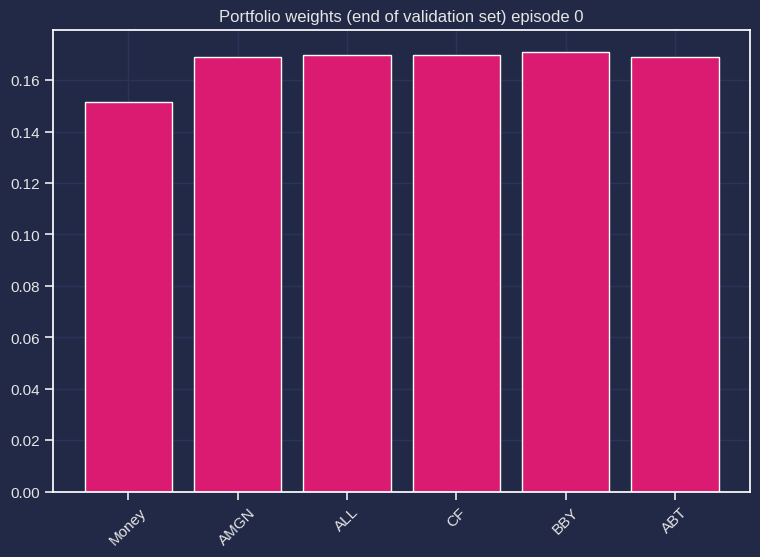 Portfolio weights (end of validation set) episode 0
0.16
0.14
0.12
0.10
0.08
0.06
0.04
0.02
0.00
Money
AMGN
ALL
CF
BBY
ABT